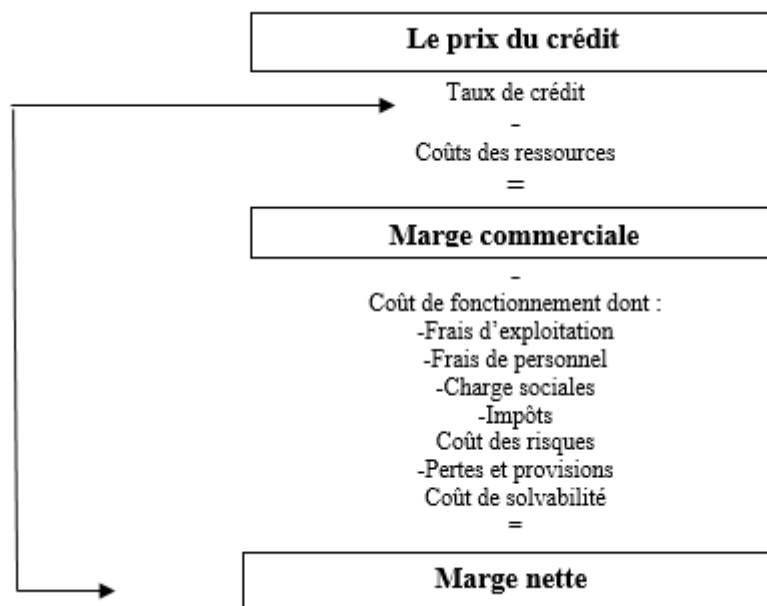 Le prix du crédit
Taux de crédit
-
Coûts des ressources
=
Marge commerciale
-
Coût de fonctionnement dont :
-Frais d’exploitation
-Frais de personnel
-Charge sociales
-Impôts
Coût des risques
-Pertes et provisions
Coût de solvabilité
=
Marge nette